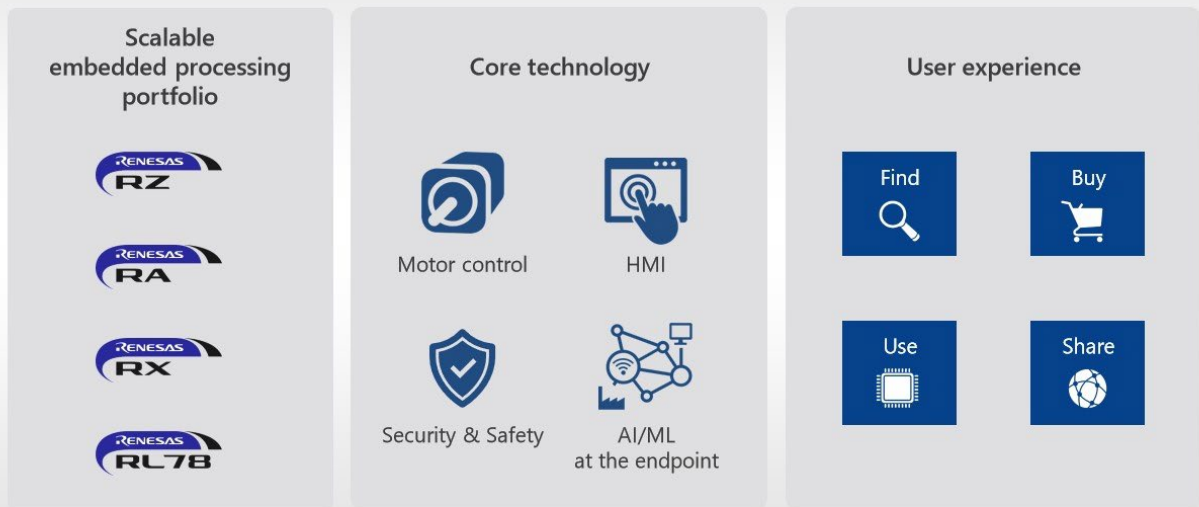 Scalable
embedded processing
portfolio
RENESAS
RZ
RENESAS
RA
RENESAS
RX
RENESAS
RL78
Core technology
Motor control
HMI
Security & Safety
AI/ML
at the endpoint
User experience
Find
Buy
Use
Share